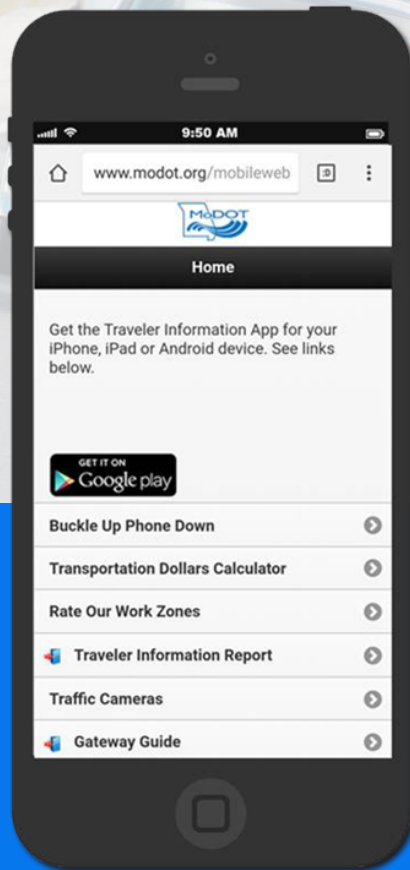 9:50 AM
www.modot.org/mobileweb
:D
MoDOT
Home
Get the Traveler Information App for your
iPhone, iPad or Android device. See links
below.
GET IT ON
Google play
Buckle Up Phone Down
Transportation Dollars Calculator
Rate Our Work Zones
Traveler Information Report
Traffic Cameras
Gateway Guide